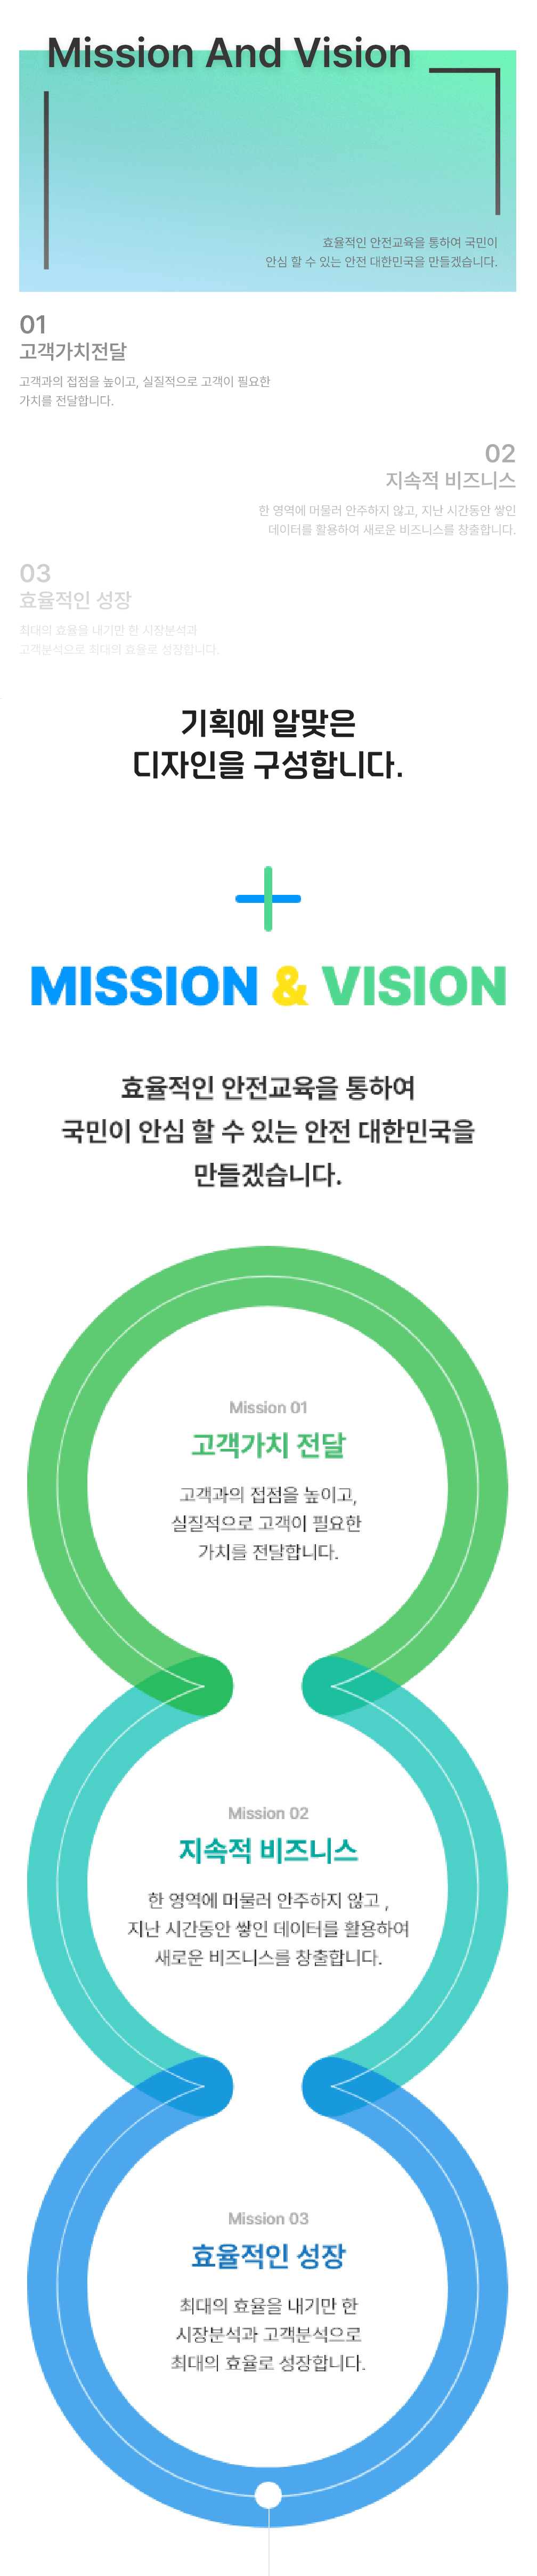 Mission And Vision
효율적인 안전교육을 통하여 국민이
안심 할 수 있는 안전 대한민국을 만들겠습니다.
01
고객가치전달
고객과의 접점을 높이고, 실질적으로 고객이 필요한
가치를 전달합니다.
02
지속적 비즈니스
한 영역에 머물러 안주하지 않고, 지난 시간동안 쌓인
데이터를 활용하여 새로운 비즈니스를 창출합니다.
03
효율적인 성장
최대의 효율을 내기만 한 시장분석과
고객분석으로 최대의 효율로 성장합니다.
기획에 알맞은
디자인을 구성합니다.
MISSION & VISION
효율적인 안전교육을 통하여
국민이 안심 할 수 있는 안전 대한민국을
만들겠습니다.
Mission 01
고객가치 전달
고객과의 접점을 높이고,
실질적으로 고객이 필요한
가치를 전달합니다.
Mission 02
지속적 비즈니스
한 영역에 머물러 안주하지 않고 ,
지난 시간동안 쌓인 데이터를 활용하여
새로운 비즈니스를 창출합니다.
Mission 03
효율적인 성장
최대의 효율을 내기만 한
시장분석과 고객분석으로
최대의 효율로 성장합니다.